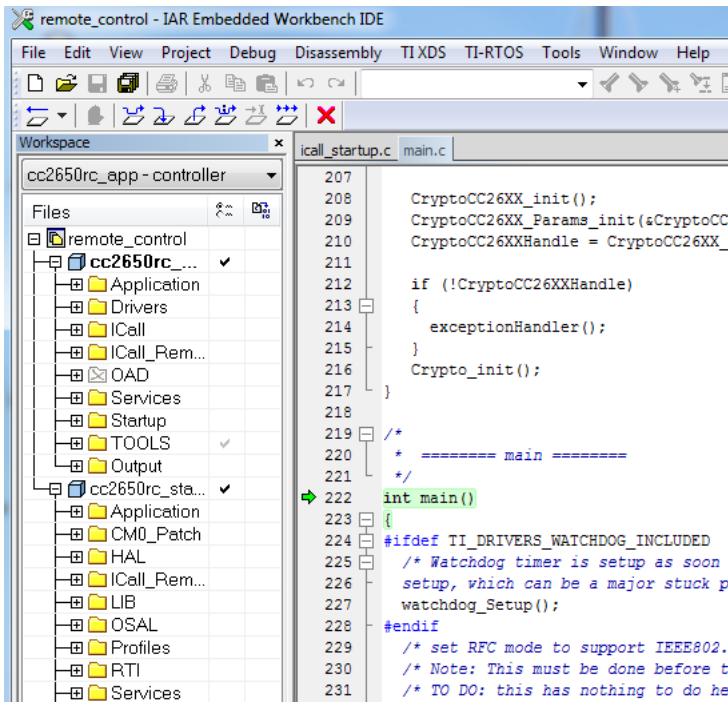 remote_control - IAR Embedded Workbench IDE
File Edit View Project Debug Disassembly TI XDS TI-RTOS Tools Window Help
Workspace
icall_startup.c main.c
cc2650rc_app - controller
Files
remote_control
cc2650rc_...
Application
Drivers
ICall
ICall_Rem...
OAD
Services
Startup
TOOLS
Output
cc2650rc_sta...
Application
CM0_Patch
HAL
ICall_Rem...
LIB
OSAL
Profiles
RTI
Services
207
208 CryptoCC26XX_init();
209 CryptoCC26XX_Params_init(&CryptoCC
210 CryptoCC26XXHandle = CryptoCC26XX_
211
212 if (!CryptoCC26XXHandle)
213 {
214 exceptionHandler();
215 }
216 Crypto_init();
217 }
218
219 /*
220 * ======== main ========
221 */
222 int main()
223 {
224 #ifdef TI_DRIVERS_WATCHDOG_INCLUDED
225 /* Watchdog timer is setup as soon
226 setup, which can be a major stuck p
227 watchdog_Setup();
228 #endif
229 /* set RFC mode to support IEEE802.
230 /* Note: This must be done before t
231 /* TO DO: this has nothing to do he